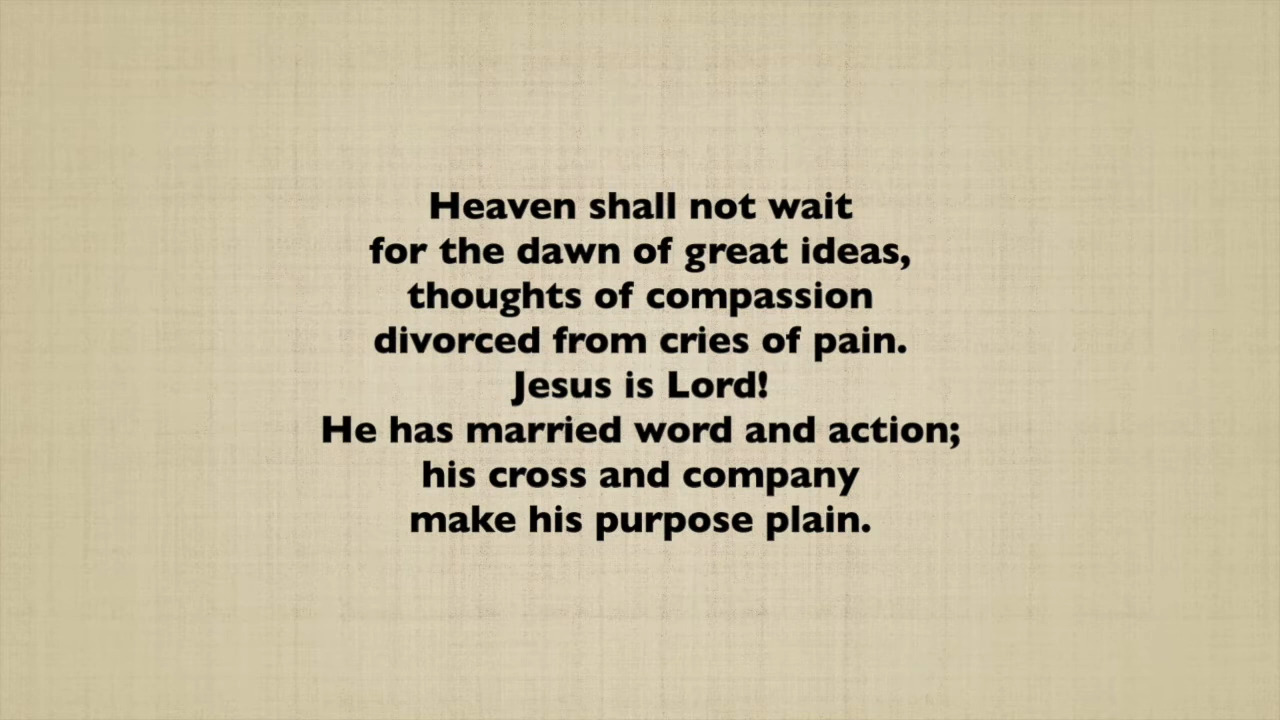 Heaven shall not wait
for the dawn of great ideas,
thoughts of compassion
divorced from cries of pain.
Jesus is Lord!
He has married word and action;
his cross and company
make his purpose plain.